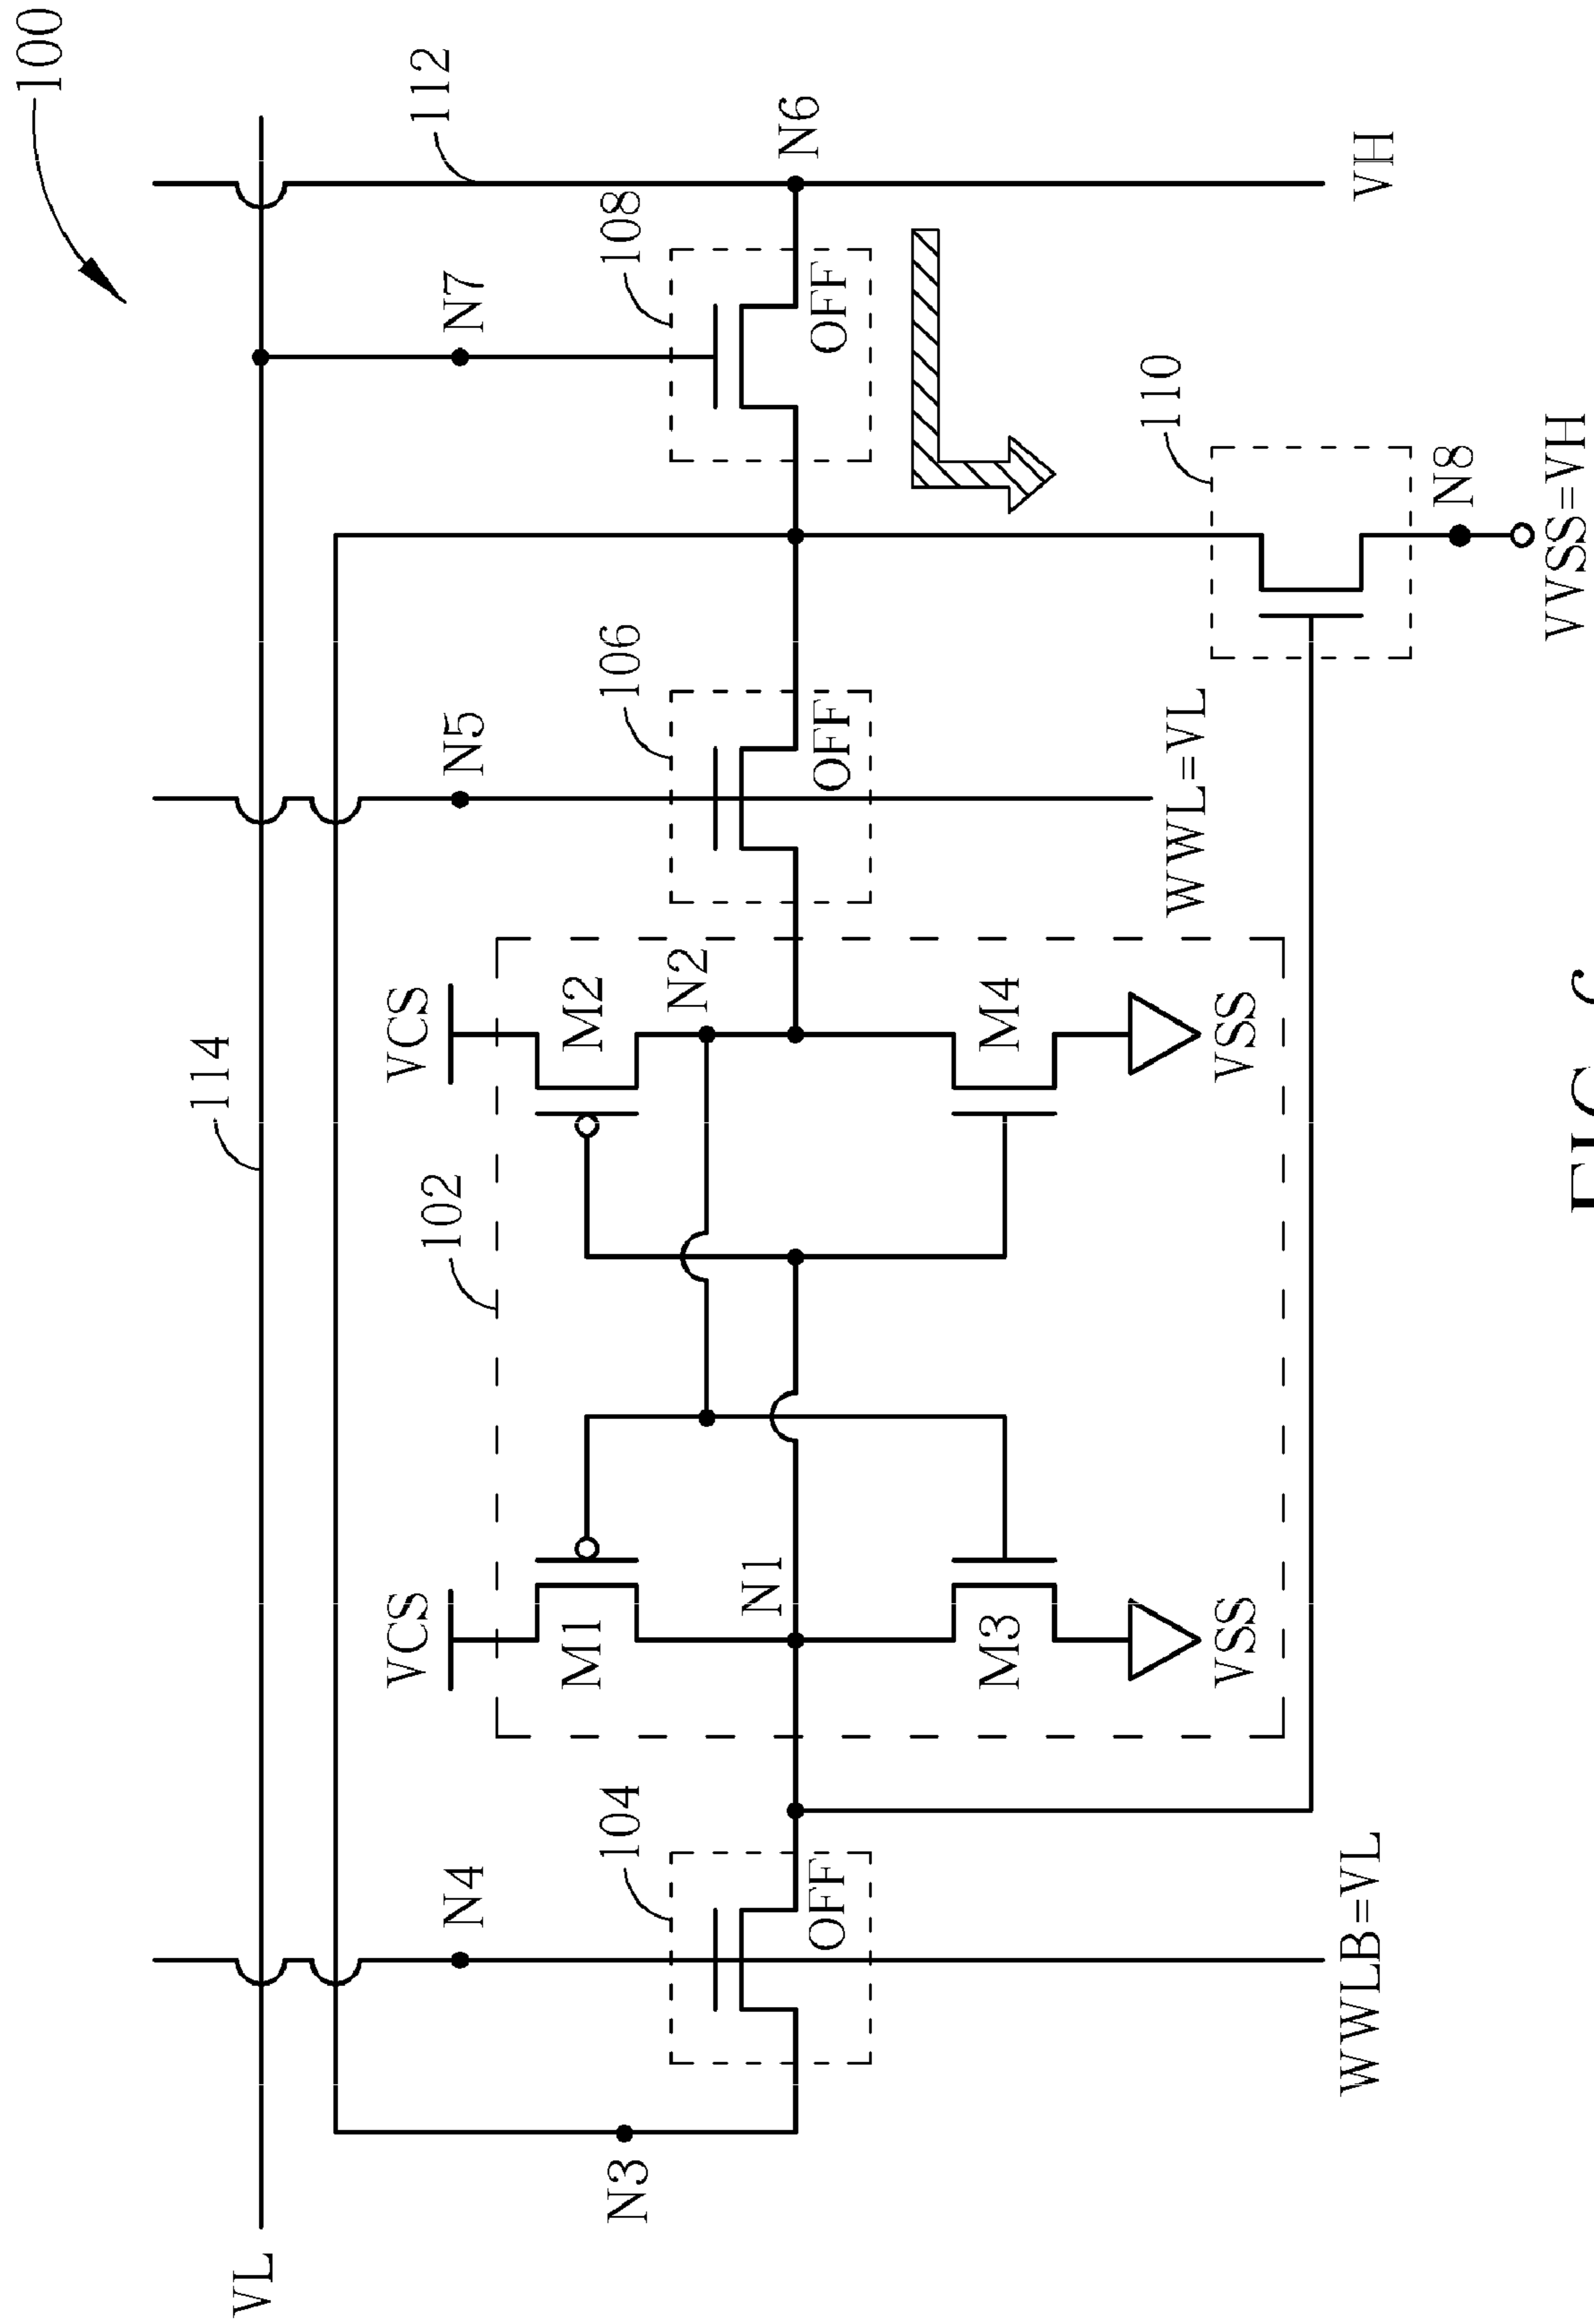 100
114
VL
VCS
VCS
112
102
N4
N5
N7
M1
M2
104
106
108
N3
N2
N1
N6
OFF
OFF
OFF
M3
M4
110
WWL=VL
VSS
VSS
WWLB=VL
VH
N8
VVSS=VH
FIG.